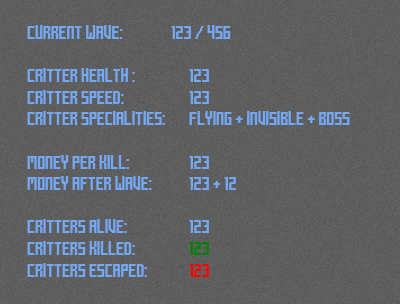 CURRENT WAVE: 123 / 456
CRITTER HEALTH : 123
CRITTER SPEED: 123
CRITTER SPECIALITIES: FLYING + INVISIBLE + BOSS
MONEY PER KILL: 123
MONEY AFTER WAVE: 123 + 12
CRITTERS ALIVE: 123
CRITTERS KILLED: 123
CRITTERS ESCAPED: 123